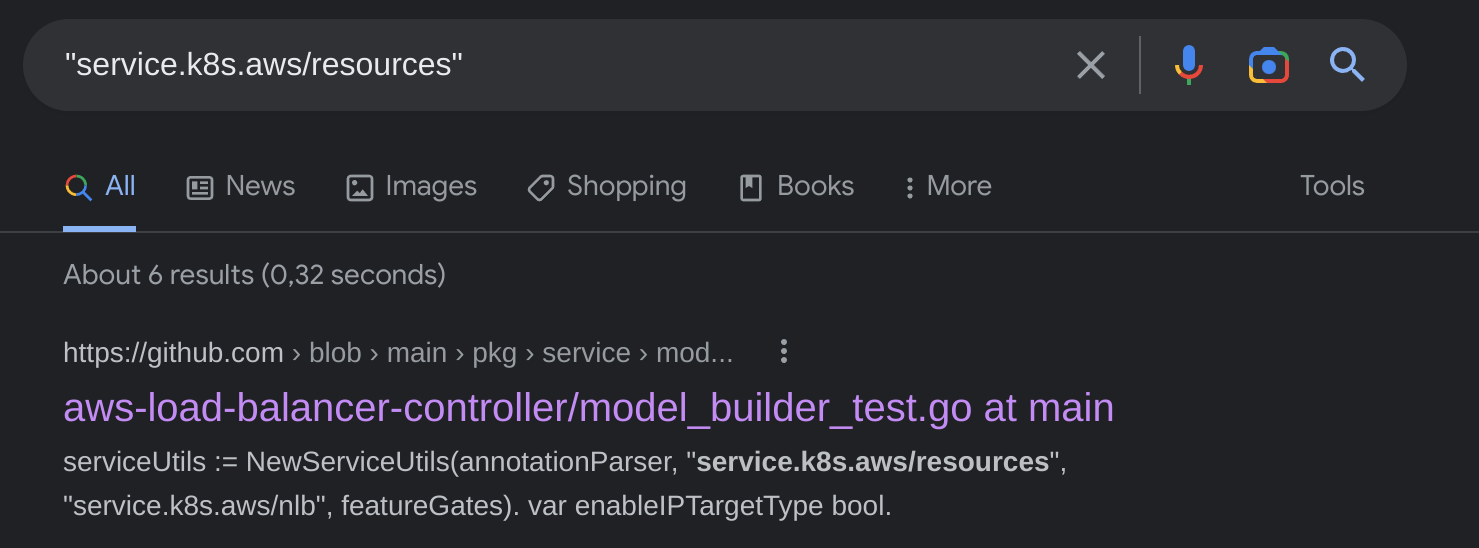 "service.k8s.aws/resources"
All News Images Shopping Books More Tools
About 6 results (0,32 seconds)
https://github.com › blob › main › pkg › service › mod...
aws-load-balancer-controller/model_builder_test.go at main
serviceUtils := NewServiceUtils(annotationParser, "service.k8s.aws/resources",
"service.k8s.aws/nlb", featureGates). var enableIPTargetType bool.